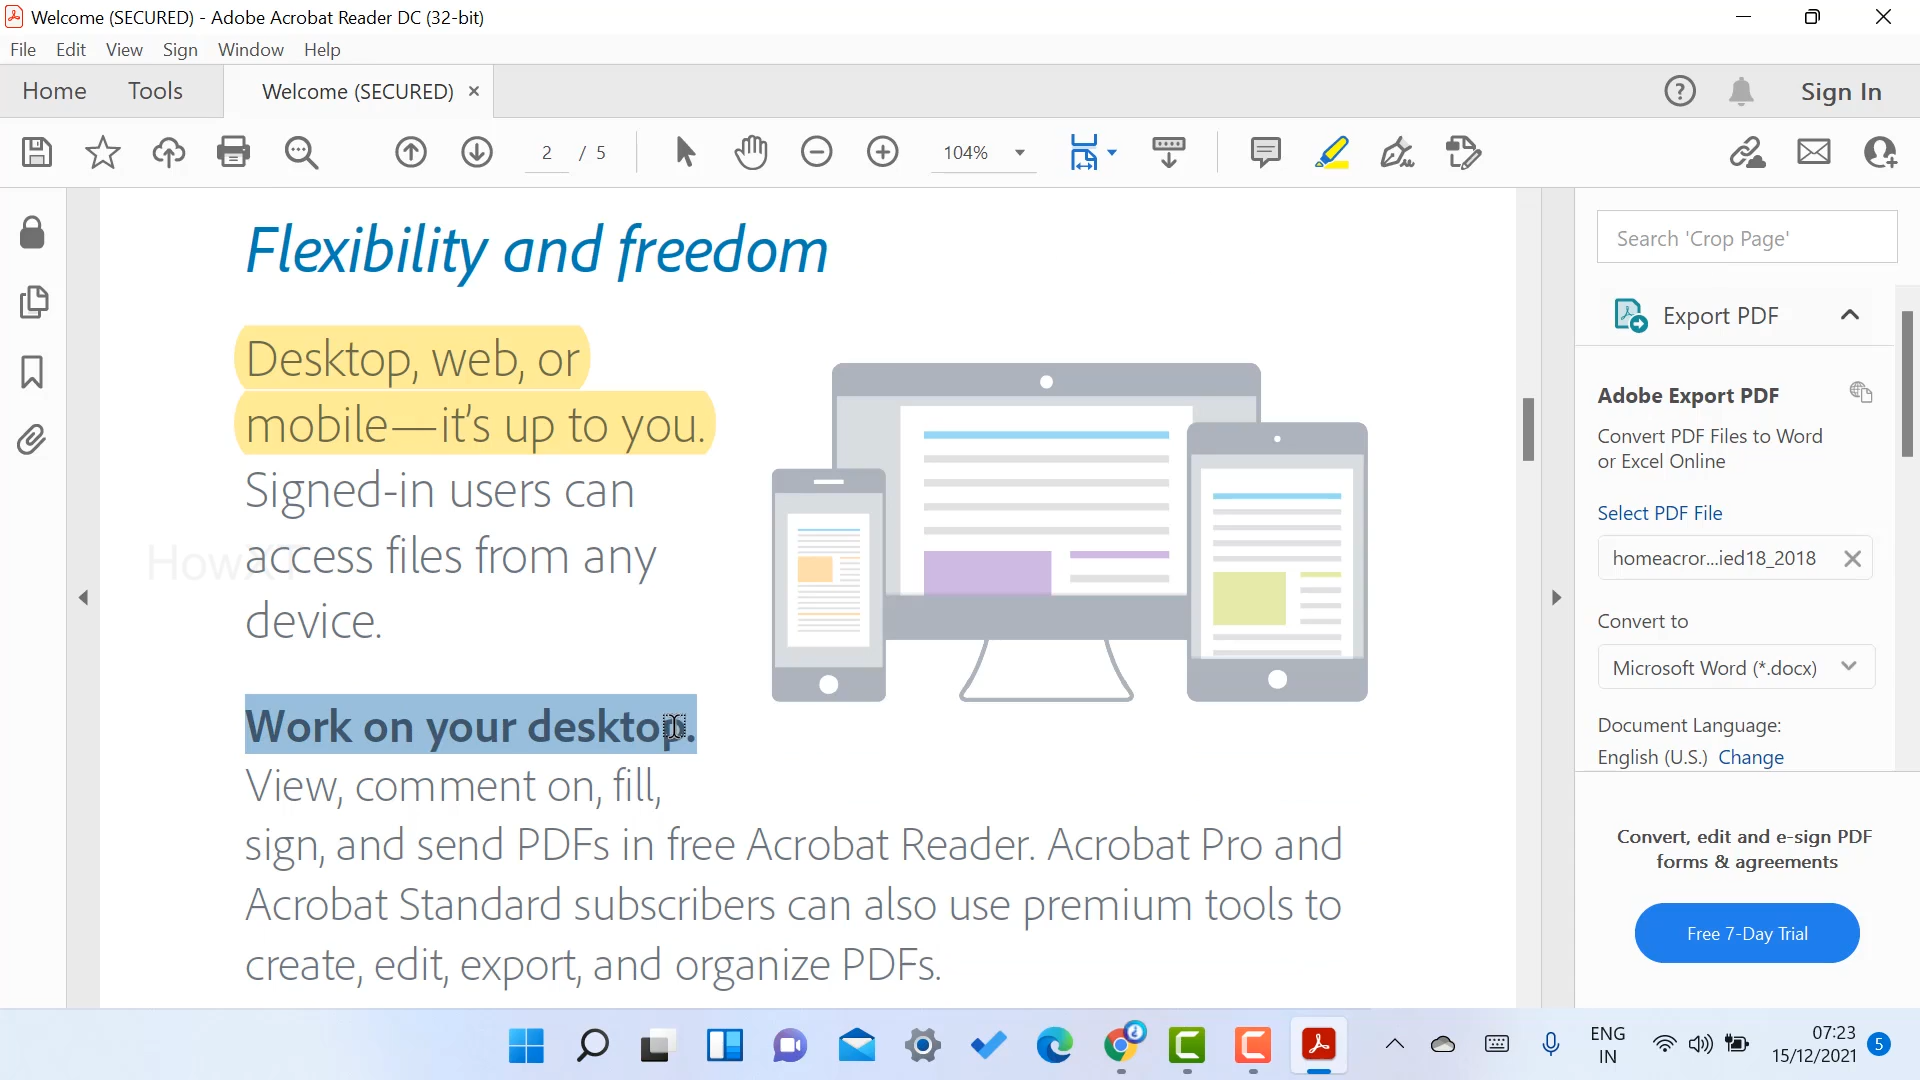 Welcome (SECURED) - Adobe Acrobat Reader DC (32-bit)
File Edit View Sign Window Help
Home Tools Welcome (SECURED) × ? Sign In
2 / 5 104%
Flexibility and freedom
Desktop, web, or
mobile—it's up to you.
Signed-in users can
access files from any
device.
HowXT
Work on your desktop.
View, comment on, fill,
sign, and send PDFs in free Acrobat Reader. Acrobat Pro and
Acrobat Standard subscribers can also use premium tools to
create, edit, export, and organize PDFs.
Search 'Crop Page'
Export PDF
Adobe Export PDF
Convert PDF Files to Word
or Excel Online
Select PDF File
homeacror...ied18_2018
Convert to
Microsoft Word (*.docx)
Document Language:
English (U.S.) Change
Convert, edit and e-sign PDF
forms & agreements
Free 7-Day Trial
ENG
IN
07:23
15/12/2021
5